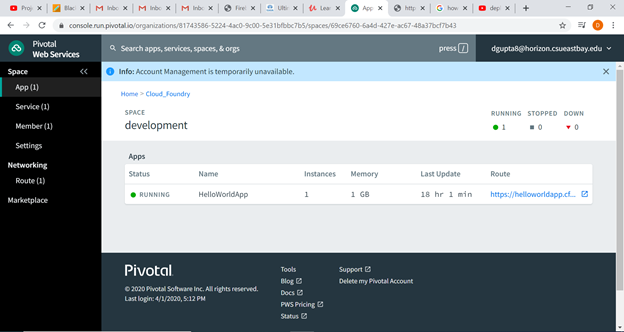 Proj
Blac
Inbo
Inbo
Inbo
Fire
Ultio
Lea
Ap
http
how
dep
console.run.pivotal.io/organizations/81743586-5224-4ac0-9c00-5e31bfbbc7b5/spaces/69ce6760-6a4d-427e-ac67-48a37bcf7b43
D
Pivotal
Web Services
Search apps, services, spaces, & orgs
press /
dgupta8@horizon.csueastbay.edu
Space
App (1)
Service (1)
Member (1)
Settings
Networking
Route (1)
Marketplace
Info: Account Management is temporarily unavailable.
Home > Cloud_Foundry
SPACE
development
RUNNING STOPPED DOWN
1 0 0
Apps
Status Name Instances Memory Last Update Route
RUNNING HelloWorldApp 1 1 GB 18 hr 1 min https://helloworldapp.cf...
Pivotal
© 2020 Pivotal Software Inc. All rights reserved.
Last login: 4/1/2020, 5:12 PM
Tools
Blog
Docs
PWS Pricing
Status
Support
Delete my Pivotal Account